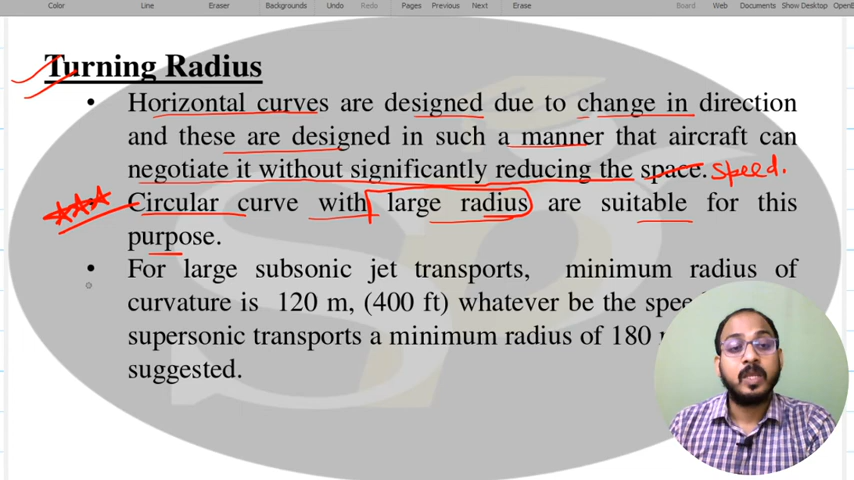 Color Line Eraser Backgrounds Undo Redo Pages Previous Next Erase Board Web Documents Show Desktop
Turning Radius
• Horizontal curves are designed due to change in direction
and these are designed in such a manner that aircraft can
negotiate it without significantly reducing the space. Speed.
Circular curve with large radius are suitable for this
purpose.
• For large subsonic jet transports, minimum radius of
curvature is 120 m, (400 ft) whatever be the
supersonic transports a minimum radius of 180
suggested.